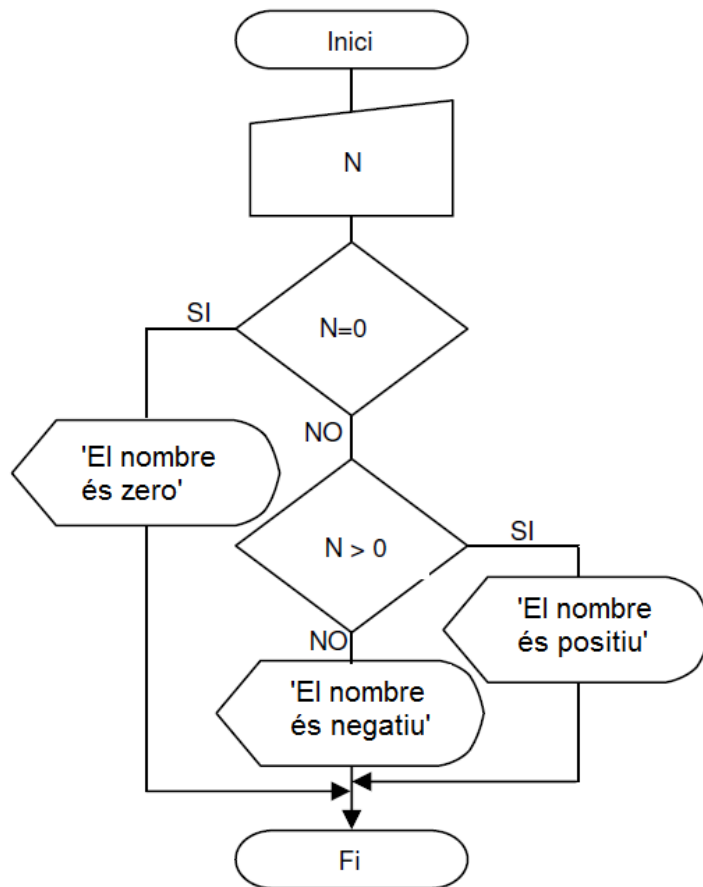 Inici
N
SI
N=0
NO
'El nombre
és zero'
N > 0
SI
'El nombre
és positiu'
NO
'El nombre
és negatiu'
Fi